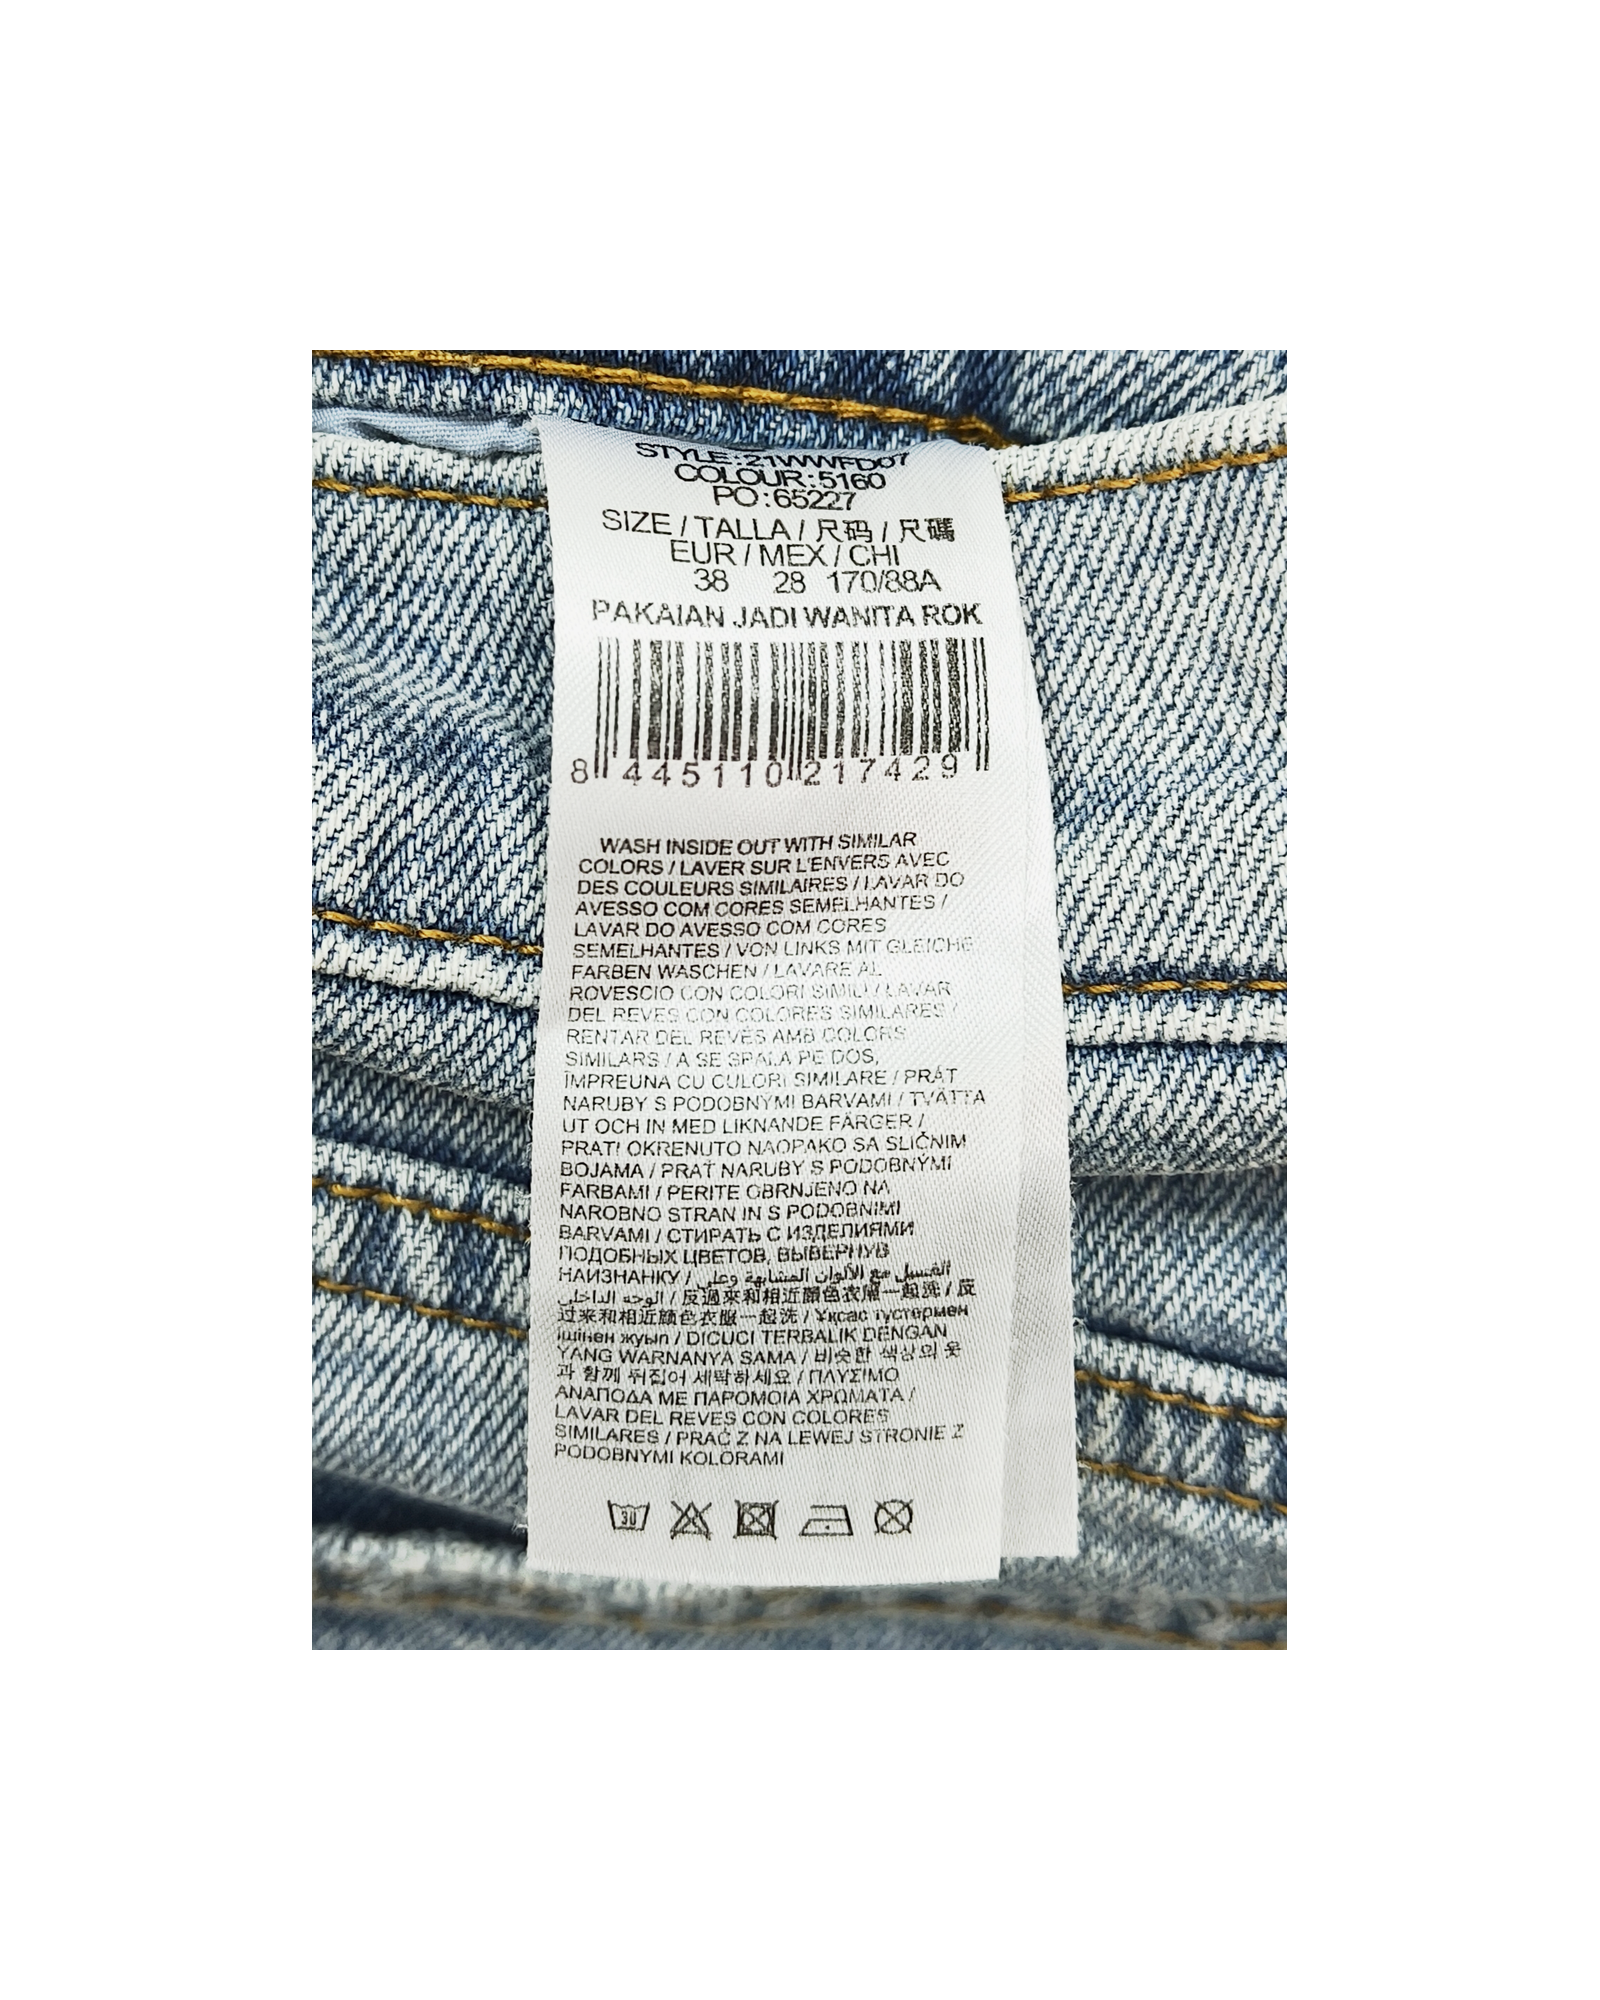 STYLE:21WWFD07
COLOUR:5160
PO:65227
SIZE / TALLA / 尺码 / 尺碼
EUR / MEX / CHI
38 28 170/88A
PAKAIAN JADI WANITA ROK
8 445110 217429
WASH INSIDE OUT WITH SIMILAR
COLORS / LAVER SUR L'ENVERS AVEC
DES COULEURS SIMILAIRES / LAVAR DO
AVESSO COM CORES SEMELHANTES /
LAVAR DO AVESSO COM CORES
SEMELHANTES / VON LINKS MIT GLEICHE
FARBEN WASCHEN / LAVARE AL
ROVESCIO CON COLORI SIMILI / LAVAR
DEL REVES CON COLORES SIMILARES /
RENTAR DEL REVÉS AMB COLORS
SIMILARS / A SE SPALA PE DOS,
ÎMPREUNA CU CULORI SIMILARE / PRÁT
NARUBY S PODOBNÝMI BARVAMI / TVÄTTA
UT OCH IN MED LIKNANDE FÄRGER /
PRATI OKRENUTO NAOPAKO SA SLIČNIM
BOJAMA / PRAŤ NARUBY S PODOBNÝMI
FARBAMI / PERITE OBRNJENO NA
NAROBNO STRAN IN S PODOBNIMI
BARVAMI / СТИРАТЬ С ИЗДЕЛИЯМИ
ПОДОБНЫХ ЦВЕТОВ, ВЫВЕРНУВ
НАИЗНАНКУ / الغسيل مع الألوان المشابهة وعلى
الوجه الداخلي / 反過來和相近顏色衣服一起洗 / 反
过来和相近颜色衣服一起洗 / Ұқсас түстермен
ішінен жуып / DICUCI TERBALIK DENGAN
YANG WARNANYA SAMA / 비슷한 색상의 옷
과 함께 뒤집어 세탁하세요 / ΠΛΥΣΙΜΟ
ΑΝΑΠΟΔΑ ΜΕ ΠΑΡΟΜΟΙΑ ΧΡΩΜΑΤΑ /
LAVAR DEL REVES CON COLORES
SIMILARES / PRAĆ Z NA LEWEJ STRONIE Z
PODOBNYMI KOLORAMI
30